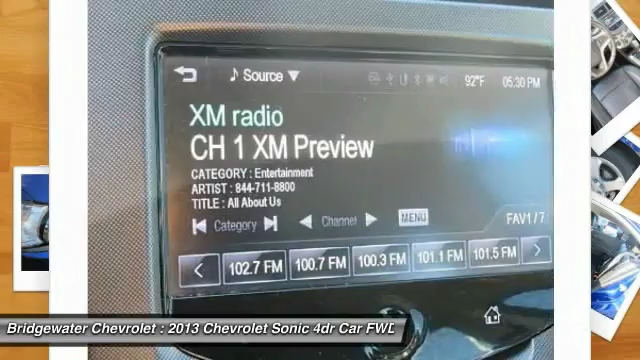 Source
92°F
05:30 PM
XM radio
CH 1 XM Preview
CATEGORY : Entertainment
ARTIST : 844-711-8800
TITLE : All About Us
Category
Channel
MENU
FAV1/7
102.7 FM
100.7 FM
100.3 FM
101.1 FM
101.5 FM
Bridgewater Chevrolet : 2013 Chevrolet Sonic 4dr Car FWD